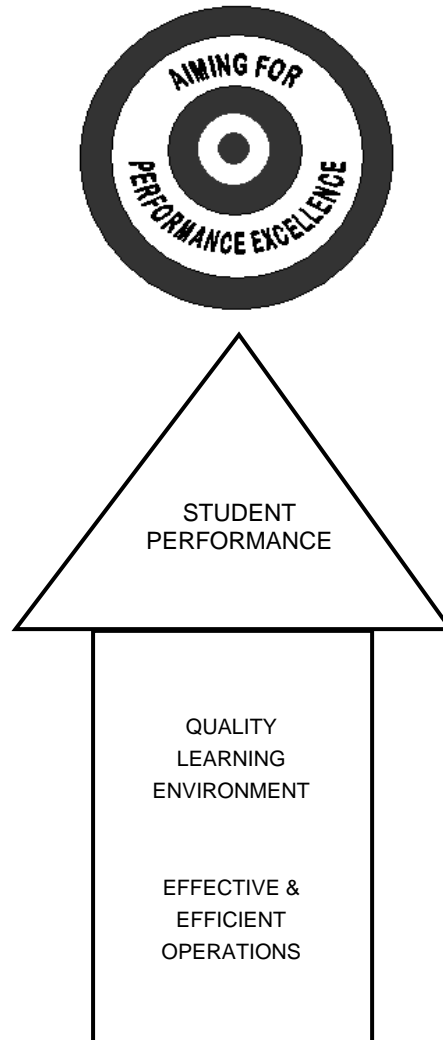 AIMING FOR
PERFORMANCE EXCELLENCE
STUDENT
PERFORMANCE
QUALITY
LEARNING
ENVIRONMENT
EFFECTIVE &
EFFICIENT
OPERATIONS